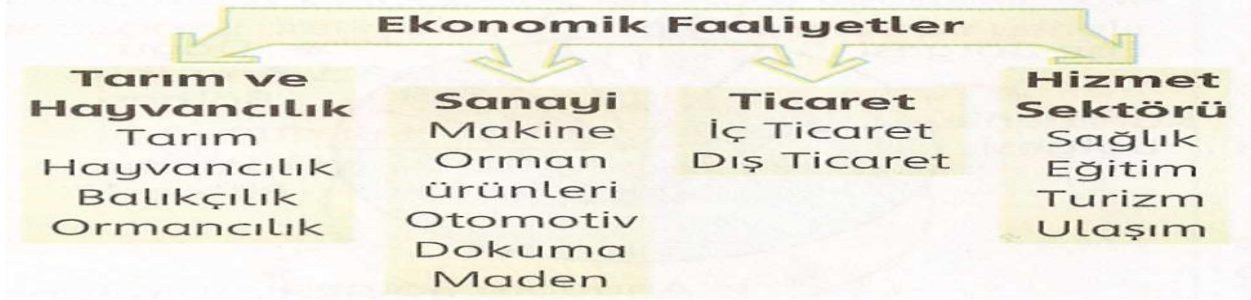 Ekonomik Faaliyetler
Tarım ve
Hayvancılık
Tarım
Hayvancılık
Balıkçılık
Ormancılık
Sanayi
Makine
Orman
ürünleri
Otomotiv
Dokuma
Maden
Ticaret
İç Ticaret
Dış Ticaret
Hizmet
Sektörü
Sağlık
Eğitim
Turizm
Ulaşım